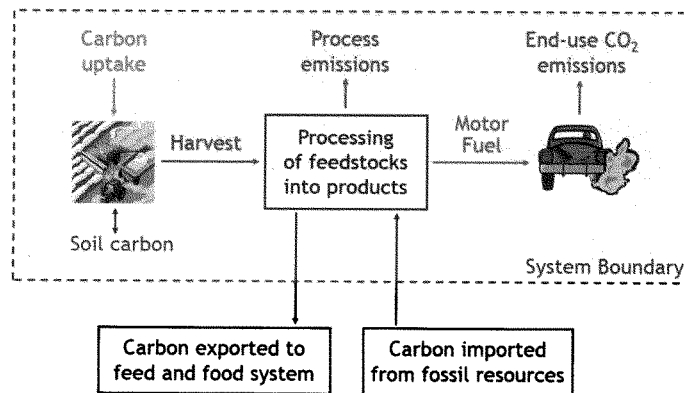 Carbon
uptake
Process
emissions
End-use CO₂
emissions
Harvest
Processing
of feedstocks
into products
Motor
Fuel
Soil carbon
System Boundary
Carbon exported to
feed and food system
Carbon imported
from fossil resources